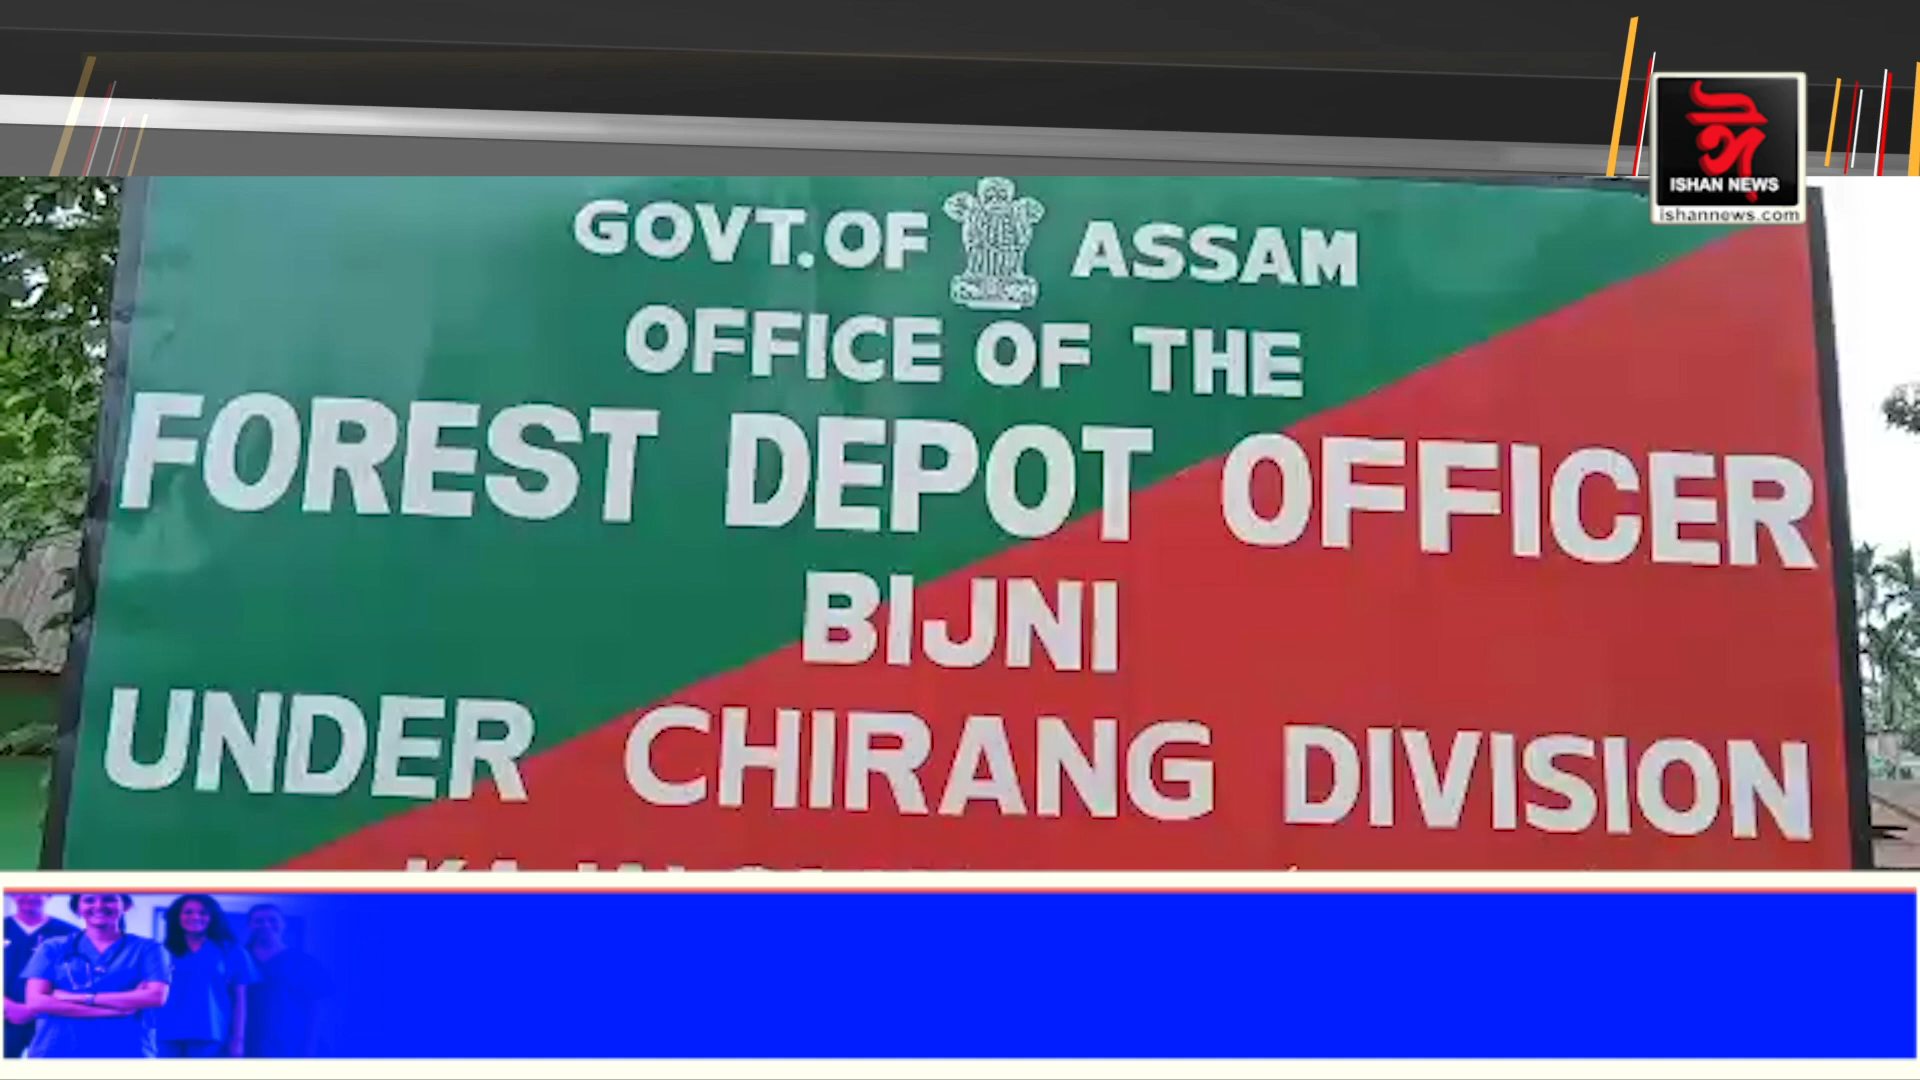 ISHAN NEWS
ishannews.com
GOVT. OF ASSAM
OFFICE OF THE
FOREST DEPOT OFFICER
BIJNI
UNDER CHIRANG DIVISION